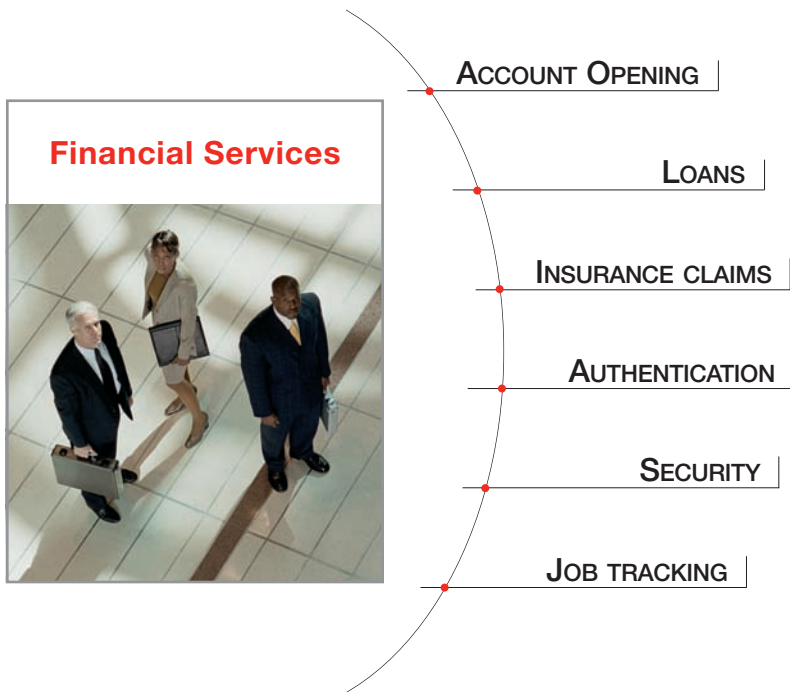 Financial Services
ACCOUNT OPENING
LOANS
INSURANCE CLAIMS
AUTHENTICATION
SECURITY
JOB TRACKING